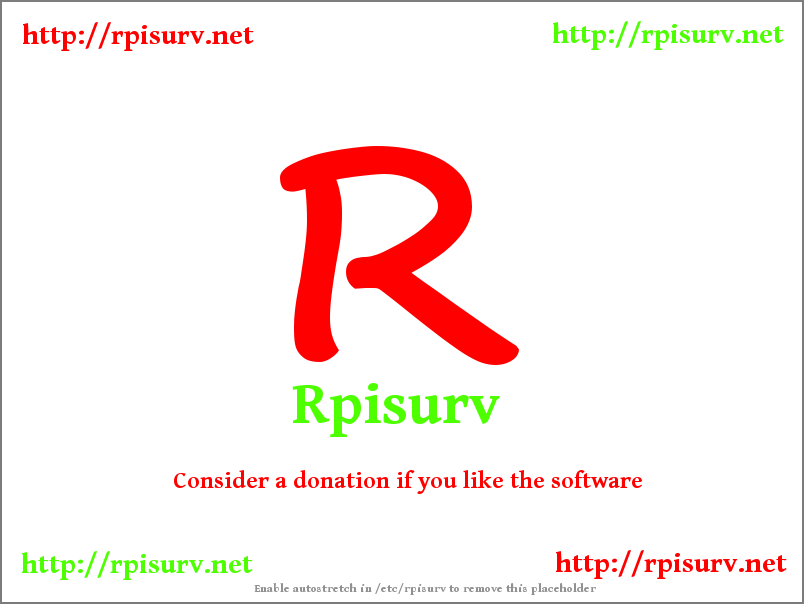 http://rpisurv.net
http://rpisurv.net
R
Rpisurv
Consider a donation if you like the software
http://rpisurv.net
http://rpisurv.net
Enable autostretch in /etc/rpisurv to remove this placeholder